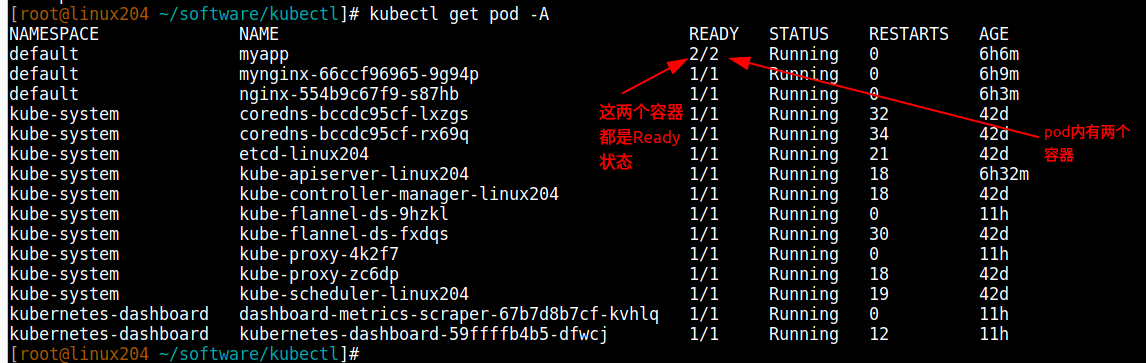 [root@linux204 ~/software/kubectl]# kubectl get pod -A
NAMESPACE NAME READY STATUS RESTARTS AGE
default myapp 2/2 Running 0 6h6m
default mynginx-66ccf96965-9g94p 1/1 Running 0 6h9m
default nginx-554b9c67f9-s87hb 1/1 Running 0 6h3m
kube-system coredns-bccdc95cf-lxzgs 1/1 Running 32 42d
kube-system coredns-bccdc95cf-rx69q 1/1 Running 34 42d
kube-system etcd-linux204 1/1 Running 21 42d
kube-system kube-apiserver-linux204 1/1 Running 18 6h32m
kube-system kube-controller-manager-linux204 1/1 Running 18 42d
kube-system kube-flannel-ds-9hzkl 1/1 Running 0 11h
kube-system kube-flannel-ds-fxdqs 1/1 Running 30 42d
kube-system kube-proxy-4k2f7 1/1 Running 0 11h
kube-system kube-proxy-zc6dp 1/1 Running 18 42d
kube-system kube-scheduler-linux204 1/1 Running 19 42d
kubernetes-dashboard dashboard-metrics-scraper-67b7d8b7cf-kvhlq 1/1 Running 0 11h
kubernetes-dashboard kubernetes-dashboard-59ffffb4b5-dfwcj 1/1 Running 12 11h
[root@linux204 ~/software/kubectl]#
这两个容器
都是Ready
状态
pod内有两个
容器